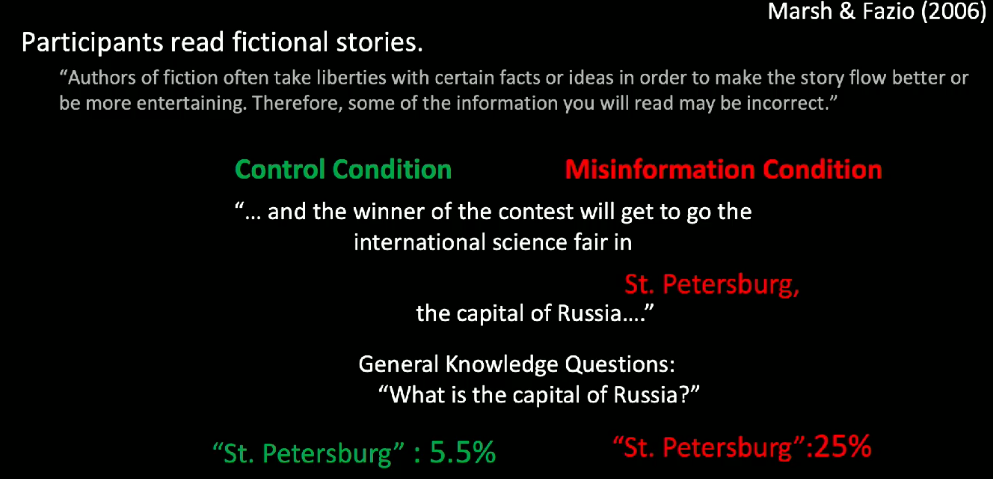 Marsh & Fazio (2006)
Participants read fictional stories.
“Authors of fiction often take liberties with certain facts or ideas in order to make the story flow better or
be more entertaining. Therefore, some of the information you will read may be incorrect.”
Control Condition
Misinformation Condition
“... and the winner of the contest will get to go the
international science fair in
St. Petersburg,
the capital of Russia....”
General Knowledge Questions:
“What is the capital of Russia?”
“St. Petersburg” : 5.5%
“St. Petersburg”:25%